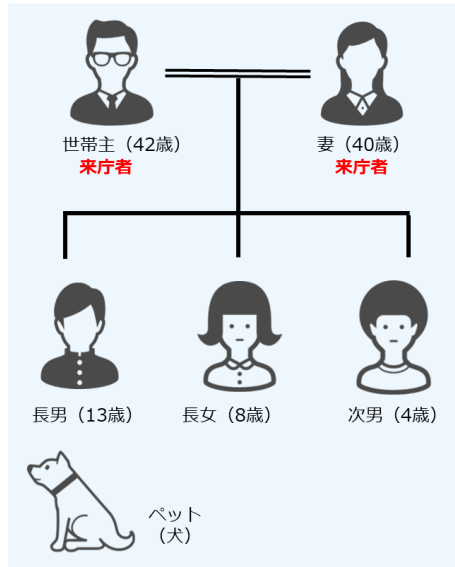 世帯主（42歳）
来庁者
妻（40歳）
来庁者
長男（13歳）
長女（8歳）
次男（4歳）
ペット
（犬）